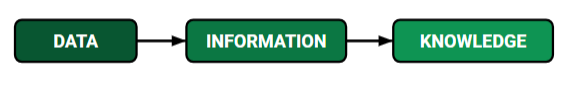 DATA INFORMATION KNOWLEDGE